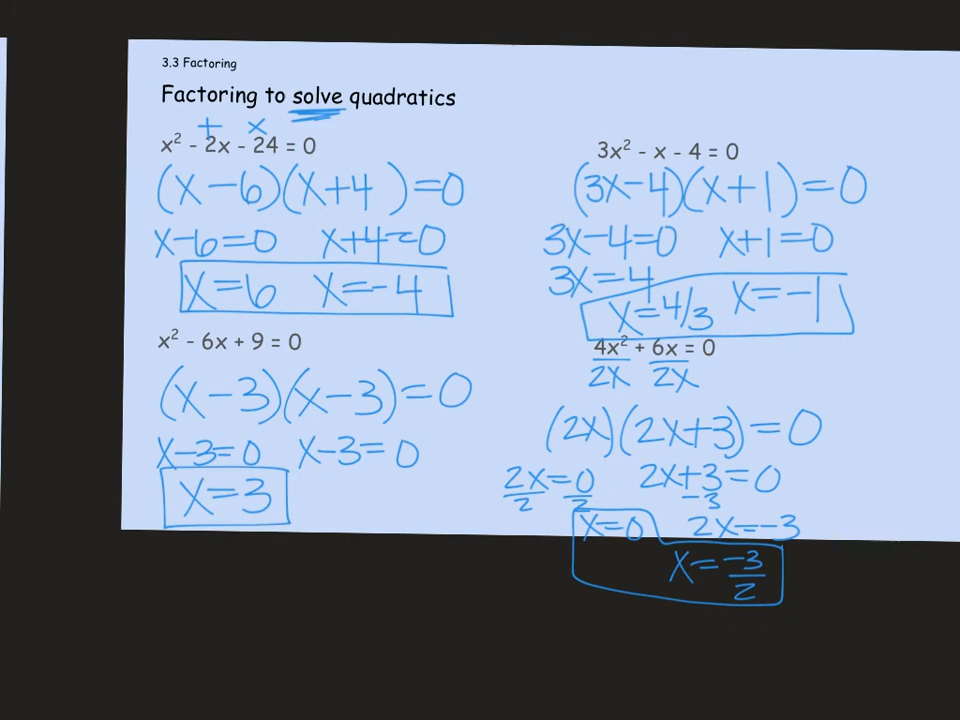 3.3 Factoring
Factoring to solve quadratics
+ x
x² - 2x - 24 = 0
(x-6)(x+4)=0
x-6=0 x+4=0
x=6 x=-4
x² - 6x + 9 = 0
(x-3)(x-3)=0
x-3=0 x-3=0
x=3
3x² - x - 4 = 0
(3x-4)(x+1)=0
3x-4=0 x+1=0
3x=4
x=4/3 x=-1
4x² + 6x = 0
2x 2x
(2x)(2x+3)=0
2x=0 2x+3=0
2 2 -3
x=0 2x=-3
x=-3/2